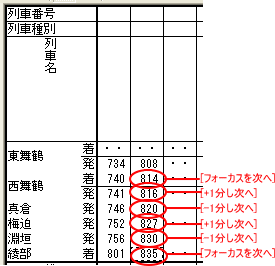 列車番号
列車種別
列車名
東舞鶴 着 ・・ ・・ ・・
発 734 808 ・・
西舞鶴 着 740 814 [フォーカスを次へ]
発 741 816 ・・ [+1分し次へ]
真倉 発 746 820 [-1分し次へ]
梅迫 発 752 827 [+1分し次へ]
淵垣 発 756 830 [-1分し次へ]
綾部 着 801 835 ・・ [フォーカスを次へ]